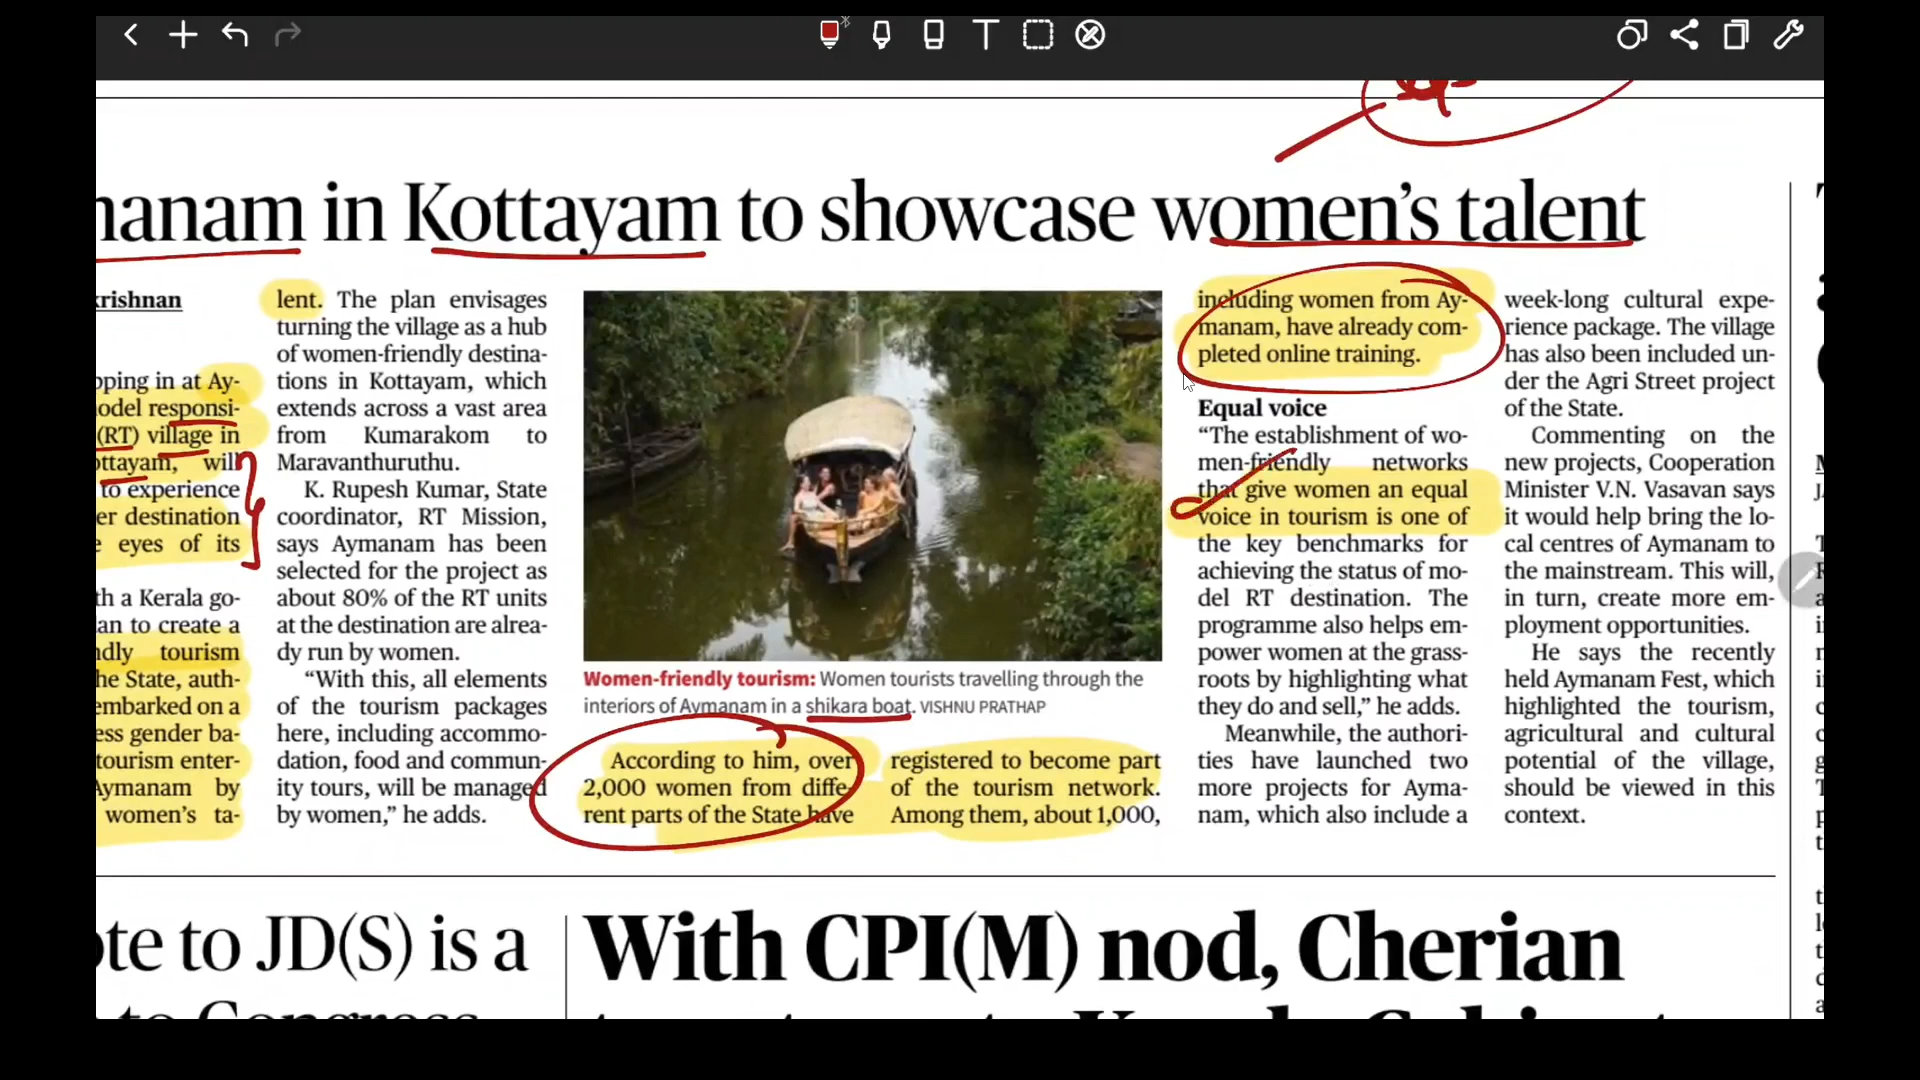 manam in Kottayam to showcase women's talent
krishnan
pping in at Ay-
odel responsi-
(RT) village in
ottayam, will
to experience
er destination
e eyes of its
th a Kerala go-
an to create a
ndly tourism
he State, auth-
embarked on a
ess gender ba-
tourism enter-
Aymanam by
women's ta-
lent. The plan envisages
turning the village as a hub
of women-friendly destina-
tions in Kottayam, which
extends across a vast area
from Kumarakom to
Maravanthuruthu.
K. Rupesh Kumar, State
coordinator, RT Mission,
says Aymanam has been
selected for the project as
about 80% of the RT units
at the destination are alrea-
dy run by women.
"With this, all elements
of the tourism packages
here, including accommo-
dation, food and commun-
ity tours, will be managed
by women," he adds.
Women-friendly tourism: Women tourists travelling through the
interiors of Aymanam in a shikara boat. VISHNU PRATHAP
According to him, over
2,000 women from diffe-
rent parts of the State have
registered to become part
of the tourism network.
Among them, about 1,000,
including women from Ay-
manam, have already com-
pleted online training.
Equal voice
"The establishment of wo-
men-friendly networks
that give women an equal
voice in tourism is one of
the key benchmarks for
achieving the status of mo-
del RT destination. The
programme also helps em-
power women at the grass-
roots by highlighting what
they do and sell," he adds.
Meanwhile, the authori-
ties have launched two
more projects for Ayma-
nam, which also include a
week-long cultural expe-
rience package. The village
has also been included un-
der the Agri Street project
of the State.
Commenting on the
new projects, Cooperation
Minister V.N. Vasavan says
it would help bring the lo-
cal centres of Aymanam to
the mainstream. This will,
in turn, create more em-
ployment opportunities.
He says the recently
held Aymanam Fest, which
highlighted the tourism,
agricultural and cultural
potential of the village,
should be viewed in this
context.
ote to JD(S) is a
to Congress
With CPI(M) nod, Cherian